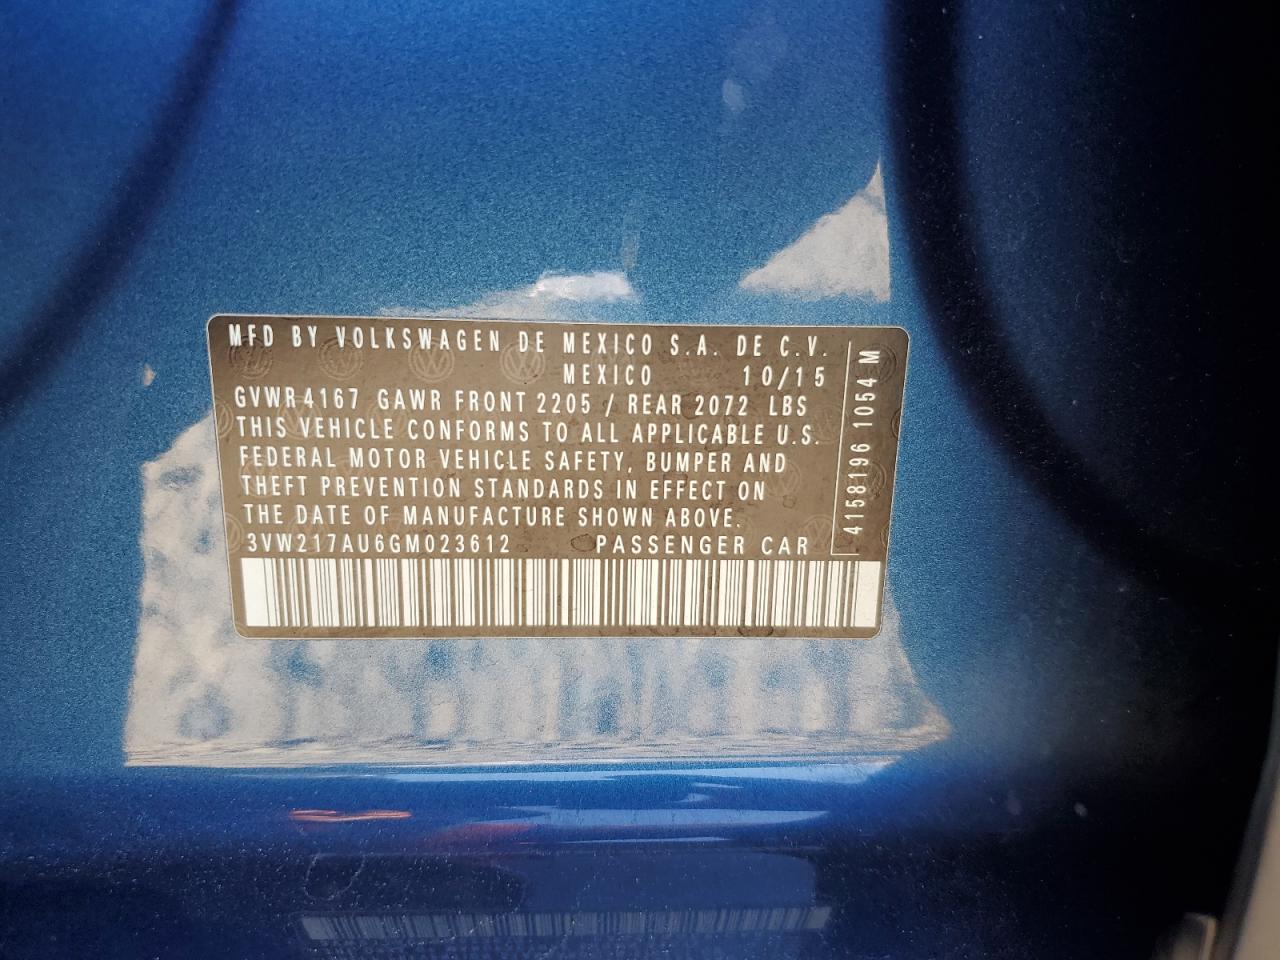 MFD BY VOLKSWAGEN DE MEXICO S.A. DE C.V.
MEXICO 10/15
GVWR 4167 GAWR FRONT 2205 / REAR 2072 LBS
THIS VEHICLE CONFORMS TO ALL APPLICABLE U.S.
FEDERAL MOTOR VEHICLE SAFETY, BUMPER AND
THEFT PREVENTION STANDARDS IN EFFECT ON
THE DATE OF MANUFACTURE SHOWN ABOVE.
3VW217AU6GM023612 PASSENGER CAR
4158196 1054 M